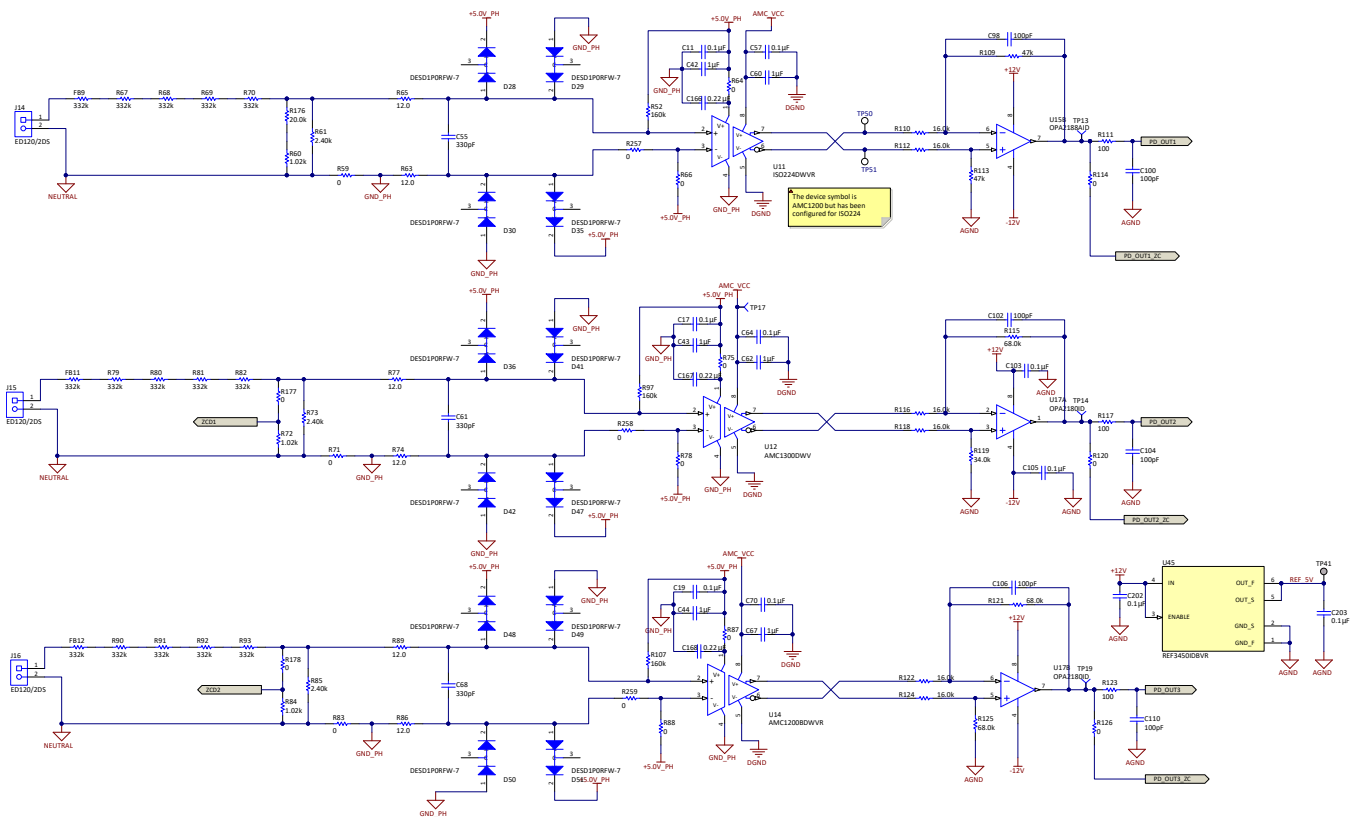 +5.0V_PH
GND_PH
DESD1P0RFW-7
D28
DESD1P0RFW-7
D29
J14
ED120/2DS
FB9
332k
R67
332k
R68
332k
R69
332k
R70
332k
R176
20.0k
R61
2.40k
R60
1.02k
R59
0
R65
12.0
C55
330pF
R63
12.0
NEUTRAL
GND_PH
DESD1P0RFW-7
D30
GND_PH
DESD1P0RFW-7
D35
+5.0V_PH
+5.0V_PH
AMC_VCC
C11
0.1µF
C42
1µF
C57
0.1µF
C60
1µF
GND_PH
DGND
R64
0
C166
0.22µF
R52
160k
R257
0
R66
0
+5.0V_PH
U11
ISO224DWVR
GND_PH
DGND
The device symbol is
AMC1200 but has been
configured for ISO224
TP50
TP51
R110
16.0k
R112
16.0k
R113
47k
AGND
C98
100pF
R109
47k
+12V
U15B
OPA2188AID
-12V
TP13
R111
100
R114
0
C100
100pF
AGND
PD_OUT1
PD_OUT1_ZC
+5.0V_PH
GND_PH
DESD1P0RFW-7
D36
DESD1P0RFW-7
D41
J15
ED120/2DS
FB11
332k
R79
332k
R80
332k
R81
332k
R82
332k
R177
0
R73
2.40k
R72
1.02k
ZCD1
R71
0
R77
12.0
C61
330pF
R74
12.0
NEUTRAL
GND_PH
DESD1P0RFW-7
D42
GND_PH
DESD1P0RFW-7
D47
+5.0V_PH
AMC_VCC
+5.0V_PH
TP17
C17
0.1µF
C43
1µF
C64
0.1µF
C62
1µF
GND_PH
DGND
R75
0
C167
0.22µF
R97
160k
R258
0
R78
0
+5.0V_PH
U12
AMC1300DWV
GND_PH
DGND
R116
16.0k
R118
16.0k
R119
34.0k
AGND
C102
100pF
R115
68.0k
+12V
C103
0.1µF
AGND
U17A
OPA2180ID
C105
0.1µF
-12V
AGND
TP14
R117
100
R120
0
C104
100pF
AGND
PD_OUT2
PD_OUT2_ZC
+5.0V_PH
GND_PH
DESD1P0RFW-7
D48
DESD1P0RFW-7
D49
J16
ED120/2DS
FB12
332k
R90
332k
R91
332k
R92
332k
R93
332k
R178
0
R85
2.40k
R84
1.02k
ZCD2
R83
0
R89
12.0
C68
330pF
R86
12.0
NEUTRAL
GND_PH
DESD1P0RFW-7
D50
GND_PH
DESD1P0RFW-7
+5.0V_PH
AMC_VCC
+5.0V_PH
C19
0.1µF
C44
1µF
C70
0.1µF
C67
1µF
GND_PH
DGND
R87
0
C168
0.22µF
R107
160k
R259
0
R88
0
+5.0V_PH
U14
AMC1200BDWVR
GND_PH
DGND
R122
16.0k
R124
16.0k
R125
68.0k
AGND
C106
100pF
R121
68.0k
+12V
U17B
OPA2180ID
-12V
TP19
R123
100
R126
0
C110
100pF
AGND
PD_OUT3
PD_OUT3_ZC
+12V
C202
0.1µF
AGND
U45
IN
ENABLE
OUT_F
OUT_S
GND_S
GND_F
REF3450IDBVR
REF_5V
TP41
C203
0.1µF
AGND
AGND